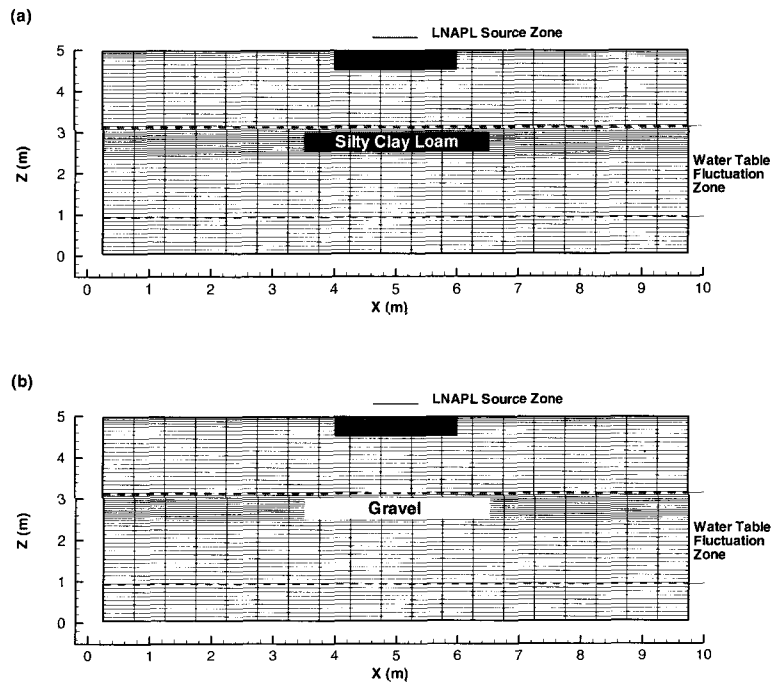 (a)
LNAPL Source Zone
5
4
3
2
1
0
Z (m)
Silty Clay Loam
Water Table
Fluctuation
Zone
0 1 2 3 4 5 6 7 8 9 10
X (m)
(b)
LNAPL Source Zone
5
4
3
2
1
0
Z (m)
Gravel
Water Table
Fluctuation
Zone
0 1 2 3 4 5 6 7 8 9 10
X (m)